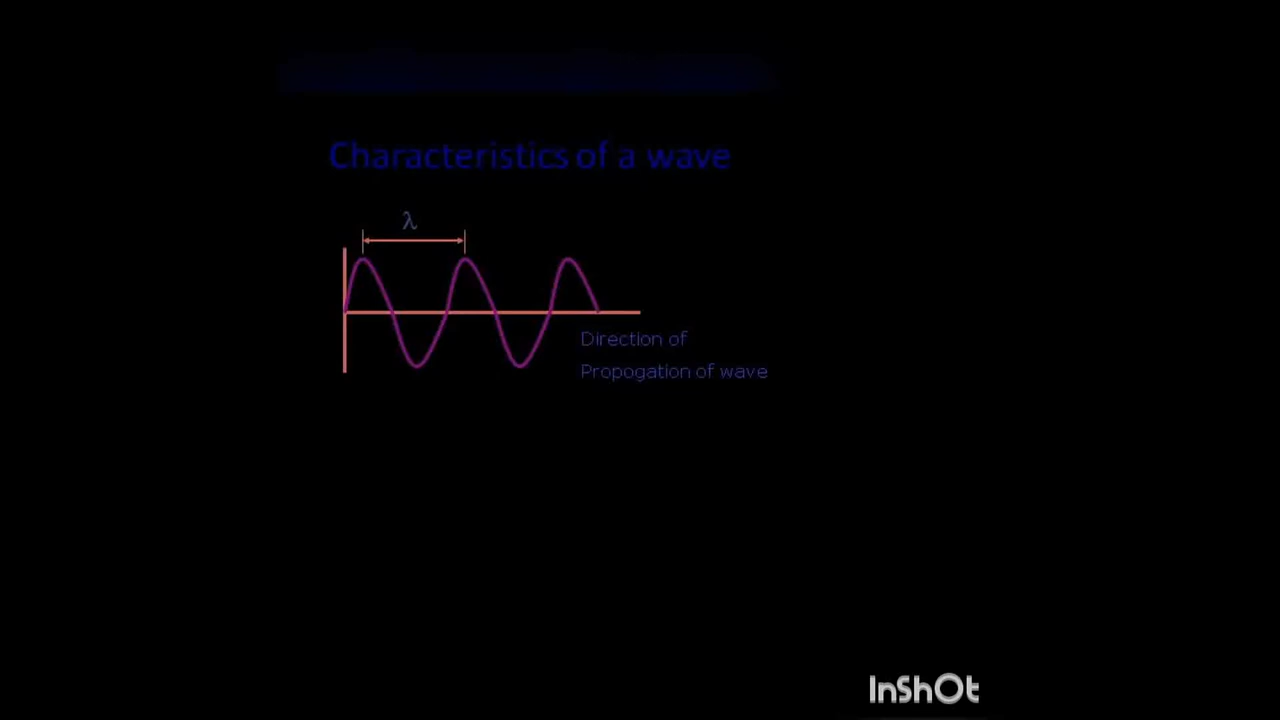 Characteristics of a wave
λ
Direction of
Propogation of wave
InShOt